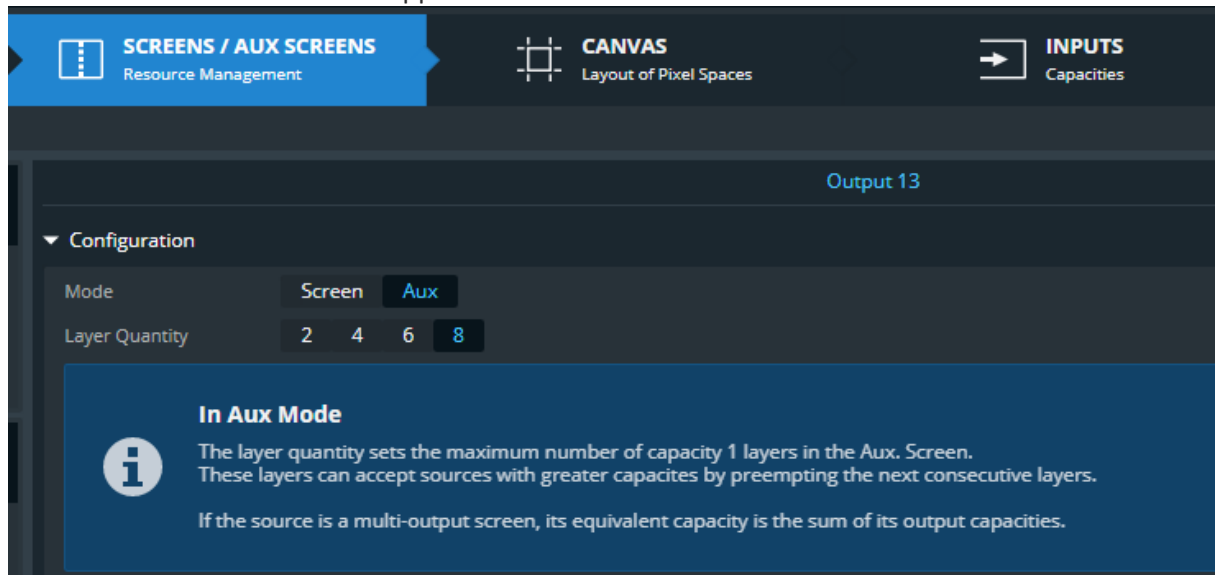 SCREENS / AUX SCREENS
Resource Management
CANVAS
Layout of Pixel Spaces
INPUTS
Capacities
Output 13
Configuration
Mode Screen Aux
Layer Quantity 2 4 6 8
In Aux Mode
The layer quantity sets the maximum number of capacity 1 layers in the Aux. Screen.
These layers can accept sources with greater capacites by preempting the next consecutive layers.
If the source is a multi-output screen, its equivalent capacity is the sum of its output capacities.